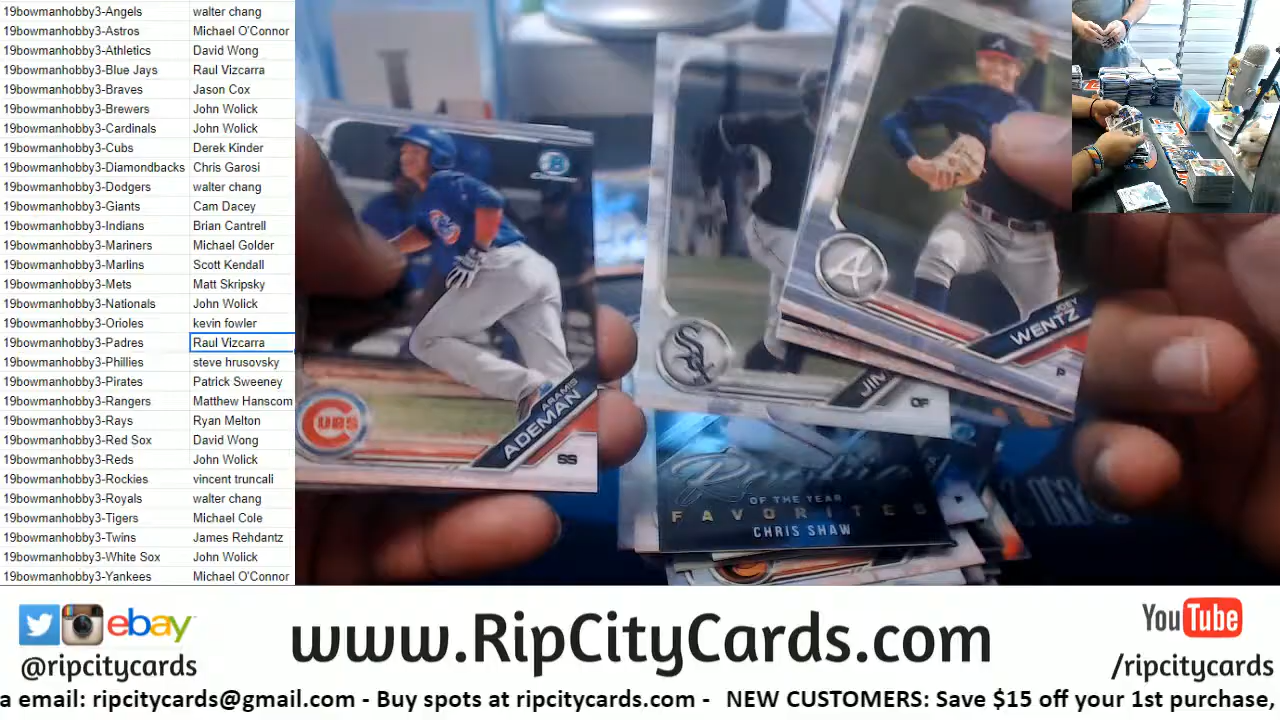 19bowmanhobby3-Angels walter chang
19bowmanhobby3-Astros Michael O'Connor
19bowmanhobby3-Athletics David Wong
19bowmanhobby3-Blue Jays Raul Vizcarra
19bowmanhobby3-Braves Jason Cox
19bowmanhobby3-Brewers John Wolick
19bowmanhobby3-Cardinals John Wolick
19bowmanhobby3-Cubs Derek Kinder
19bowmanhobby3-Diamondbacks Chris Garosi
19bowmanhobby3-Dodgers walter chang
19bowmanhobby3-Giants Cam Dacey
19bowmanhobby3-Indians Brian Cantrell
19bowmanhobby3-Mariners Michael Golder
19bowmanhobby3-Marlins Scott Kendall
19bowmanhobby3-Mets Matt Skripsky
19bowmanhobby3-Nationals John Wolick
19bowmanhobby3-Orioles kevin fowler
19bowmanhobby3-Padres Raul Vizcarra
19bowmanhobby3-Phillies steve hrusovsky
19bowmanhobby3-Pirates Patrick Sweeney
19bowmanhobby3-Rangers Matthew Hanscom
19bowmanhobby3-Rays Ryan Melton
19bowmanhobby3-Red Sox David Wong
19bowmanhobby3-Reds John Wolick
19bowmanhobby3-Rockies vincent truncali
19bowmanhobby3-Royals walter chang
19bowmanhobby3-Tigers Michael Cole
19bowmanhobby3-Twins James Rehdantz
19bowmanhobby3-White Sox John Wolick
19bowmanhobby3-Yankees Michael O'Connor
CUBS
ARAMIS
ADEMAN
SS
Sox
JIM
OF
A
JOEY
WENTZ
P
Rookie
OF THE YEAR
FAVORITES
CHRIS SHAW
P
ebay
@ripcitycards
www.RipCityCards.com
YouTube
/ripcitycards
a email: ripcitycards@gmail.com - Buy spots at ripcitycards.com - NEW CUSTOMERS: Save $15 off your 1st purchase,